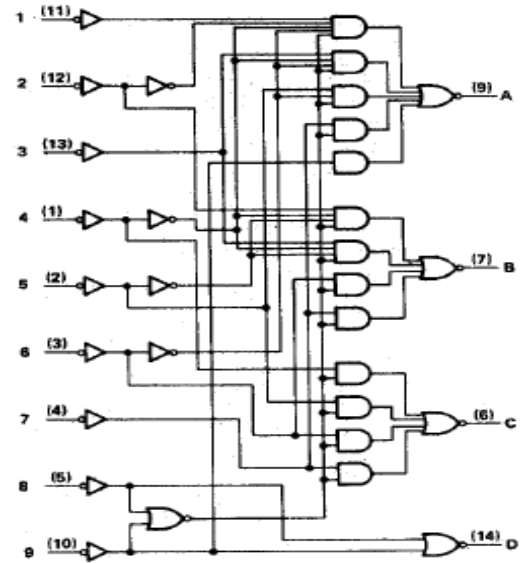 1 (11)
2 (12)
3 (13)
4 (1)
5 (2)
6 (3)
7 (4)
8 (5)
9 (10)
(9) A
(7) B
(6) C
(14) D